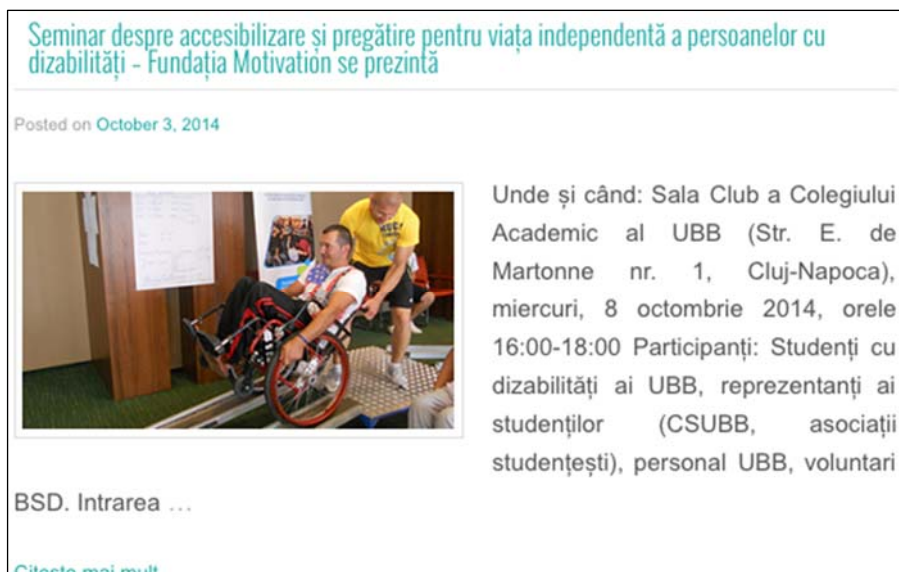 Seminar despre accesibilizare și pregătire pentru viața independentă a persoanelor cu
dizabilități – Fundația Motivation se prezintă
Posted on October 3, 2014
Unde și când: Sala Club a Colegiului
Academic al UBB (Str. E. de
Martonne nr. 1, Cluj-Napoca),
miercuri, 8 octombrie 2014, orele
16:00-18:00 Participanți: Studenți cu
dizabilități ai UBB, reprezentanți ai
studenților (CSUBB, asociații
studențești), personal UBB, voluntari
BSD. Intrarea ...
Citește mai mult